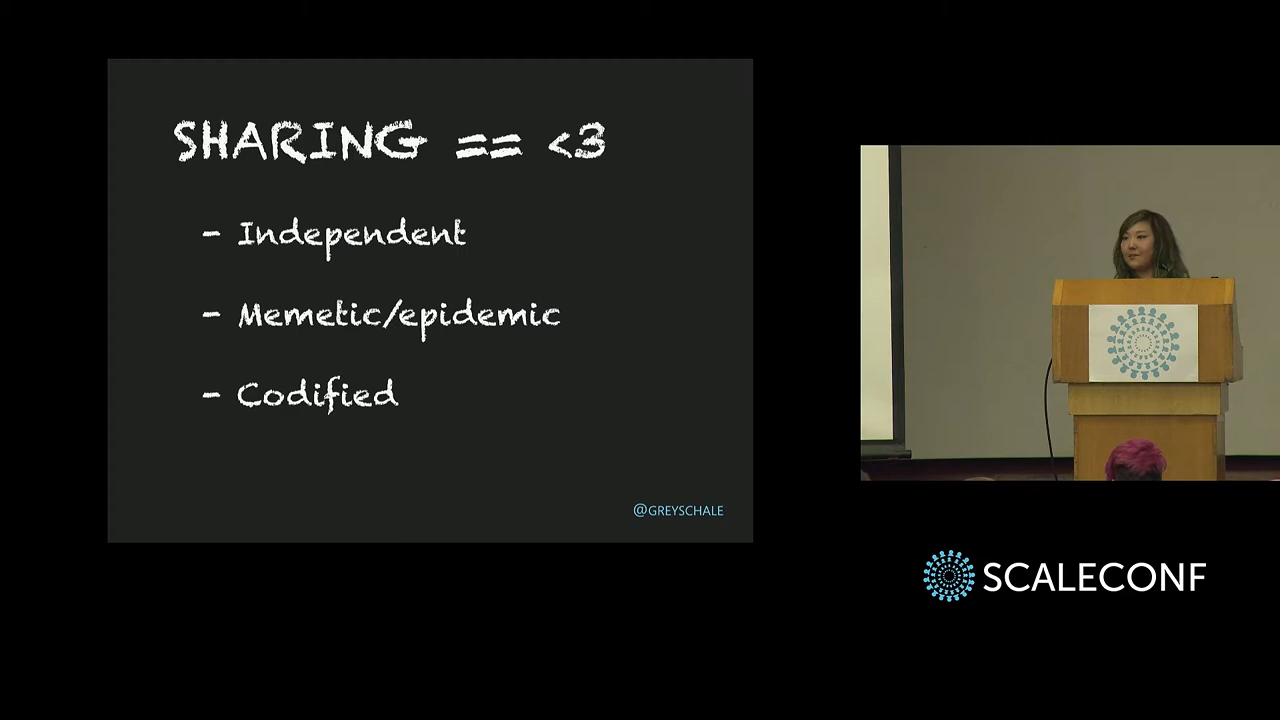 SHARING == <3
- Independent
- Memetic/epidemic
- Codified
@GREYSCHALE
SCALECONF